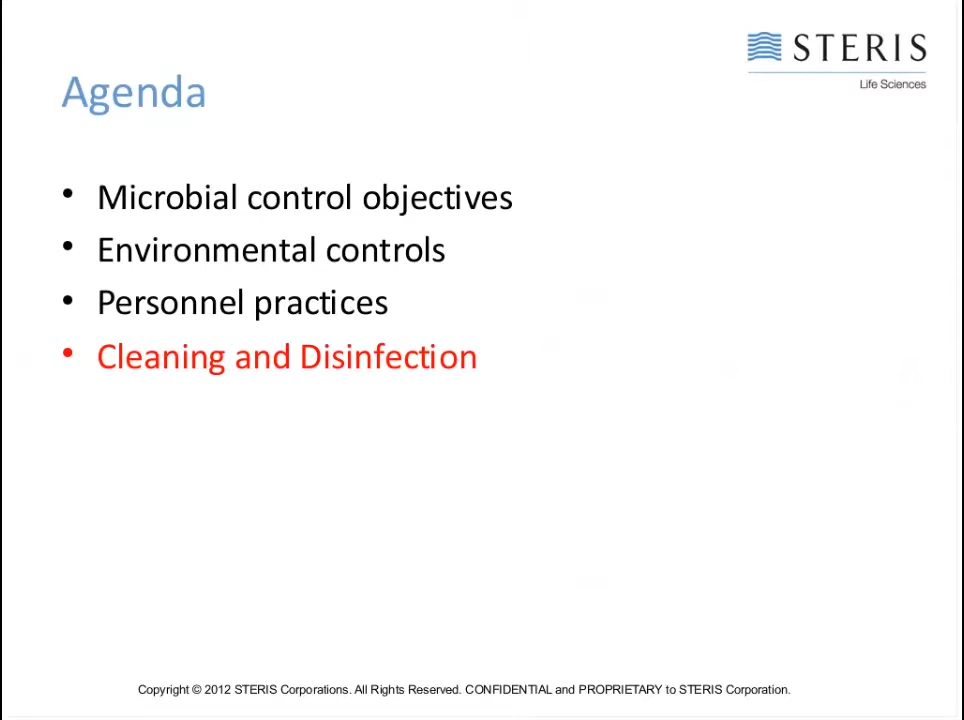 STERIS
Life Sciences
Agenda
• Microbial control objectives
• Environmental controls
• Personnel practices
• Cleaning and Disinfection
Copyright © 2012 STERIS Corporations. All Rights Reserved. CONFIDENTIAL and PROPRIETARY to STERIS Corporation.